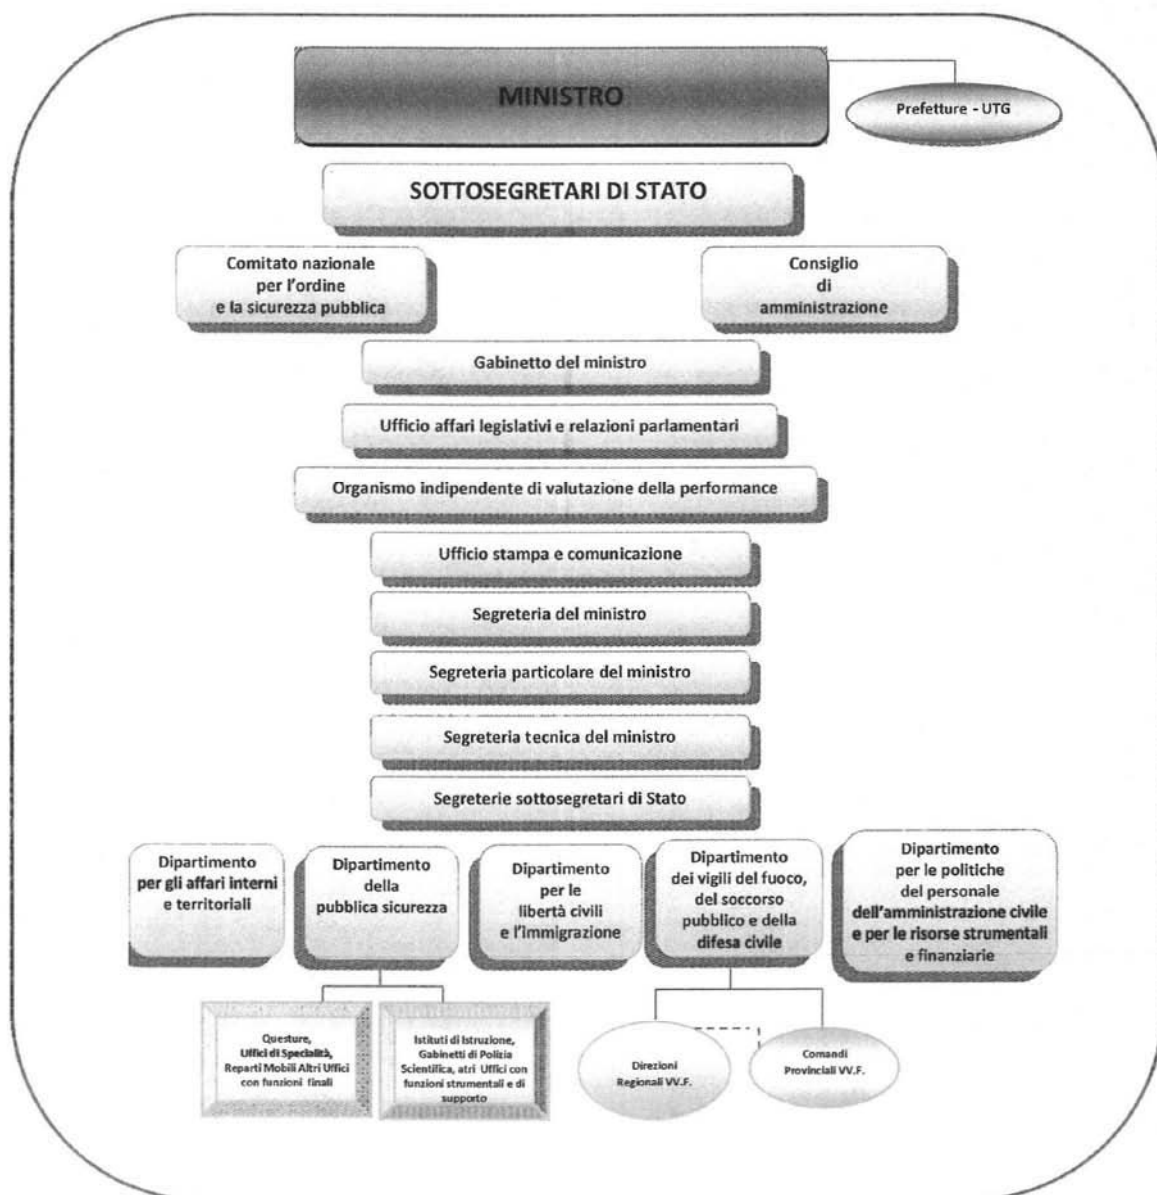 MINISTRO
Prefetture - UTG
SOTTOSEGRETARI DI STATO
Comitato nazionale
per l'ordine
e la sicurezza pubblica
Consiglio
di
amministrazione
Gabinetto del ministro
Ufficio affari legislativi e relazioni parlamentari
Organismo indipendente di valutazione della performance
Ufficio stampa e comunicazione
Segreteria del ministro
Segreteria particolare del ministro
Segreteria tecnica del ministro
Segreterie sottosegretari di Stato
Dipartimento
per gli affari interni
e territoriali
Dipartimento
della
pubblica sicurezza
Dipartimento
per le
libertà civili
e l'immigrazione
Dipartimento
dei vigili del fuoco,
del soccorso
pubblico e della
difesa civile
Dipartimento
per le politiche
del personale
dell'amministrazione civile
e per le risorse strumentali
e finanziarie
Questure,
Uffici di Specialità,
Reparti Mobili Altri Uffici
con funzioni finali
Istituti di Istruzione,
Gabinetti di Polizia
Scientifica, atri Uffici con
funzioni strumentali e di
supporto
Direzioni
Regionali VV.F.
Comandi
Provinciali VV.F.